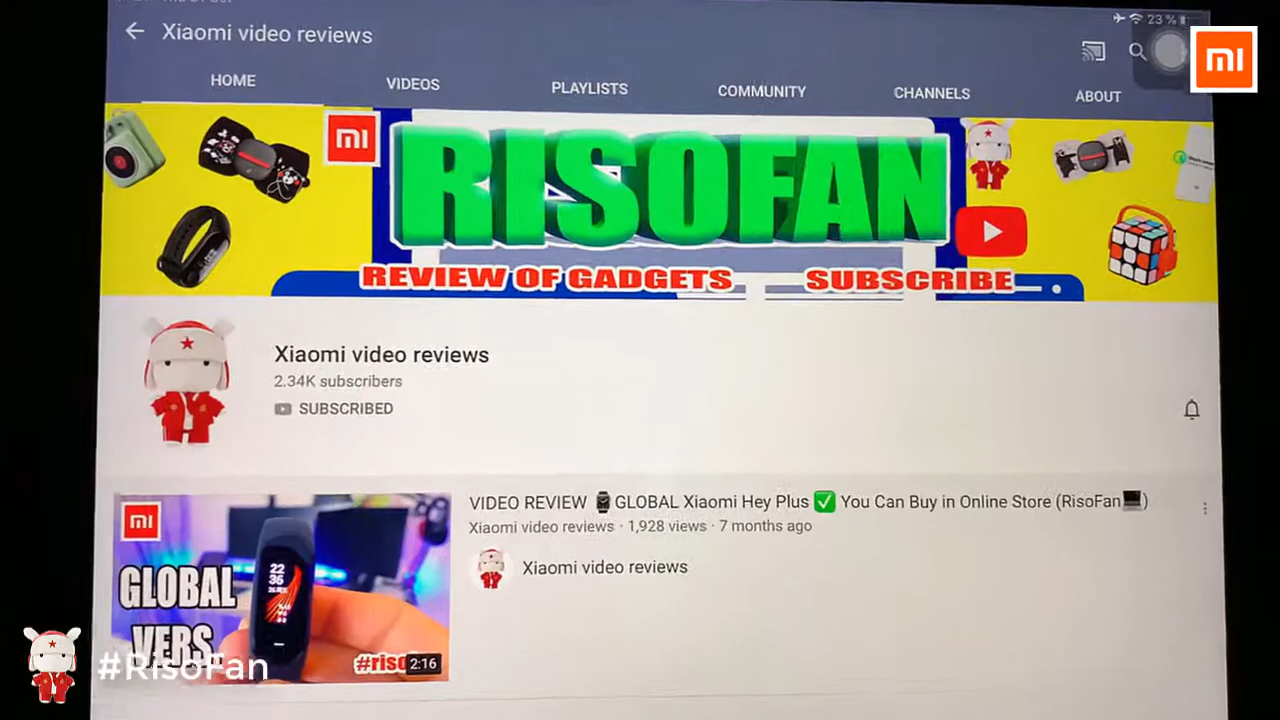 Xiaomi video reviews
23 %
HOME
VIDEOS
PLAYLISTS
COMMUNITY
CHANNELS
ABOUT
RISOFAN
REVIEW OF GADGETS
SUBSCRIBE
Xiaomi video reviews
2.34K subscribers
SUBSCRIBED
VIDEO REVIEW ⌚GLOBAL Xiaomi Hey Plus ✅ You Can Buy in Online Store (RisoFan💻)
Xiaomi video reviews · 1,928 views · 7 months ago
Xiaomi video reviews
GLOBAL
VERS.
22
36
2:16
#RisoFan